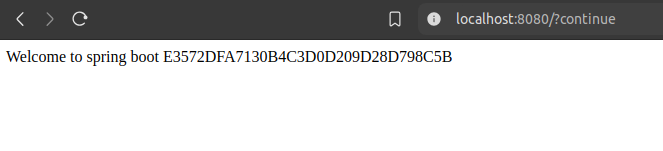 localhost:8080/?continue
Welcome to spring boot E3572DFA7130B4C3D0D209D28D798C5B